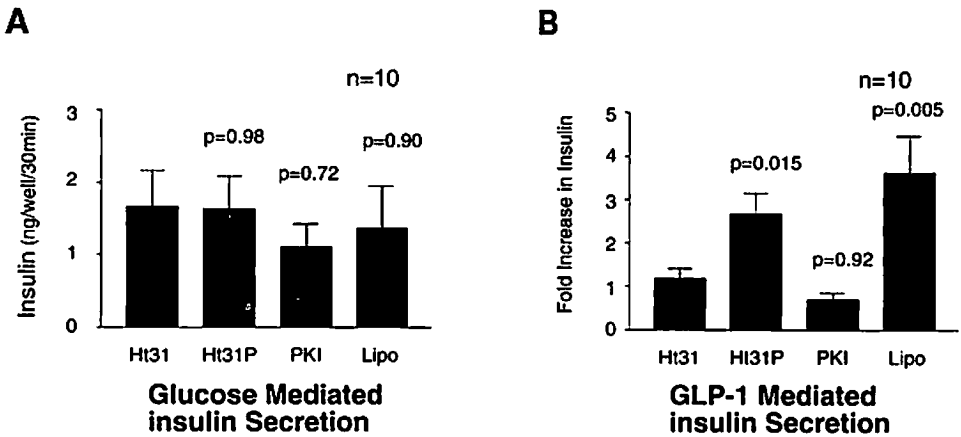 A
n=10
Insulin (ng/well/30min)
3
2
1
0
p=0.98
p=0.72
p=0.90
Ht31
Ht31P
PKI
Lipo
Glucose Mediated
insulin Secretion
B
n=10
Fold Increase in Insulin
5
4
3
2
1
0
p=0.015
p=0.92
p=0.005
Ht31
Ht31P
PKI
Lipo
GLP-1 Mediated
insulin Secretion